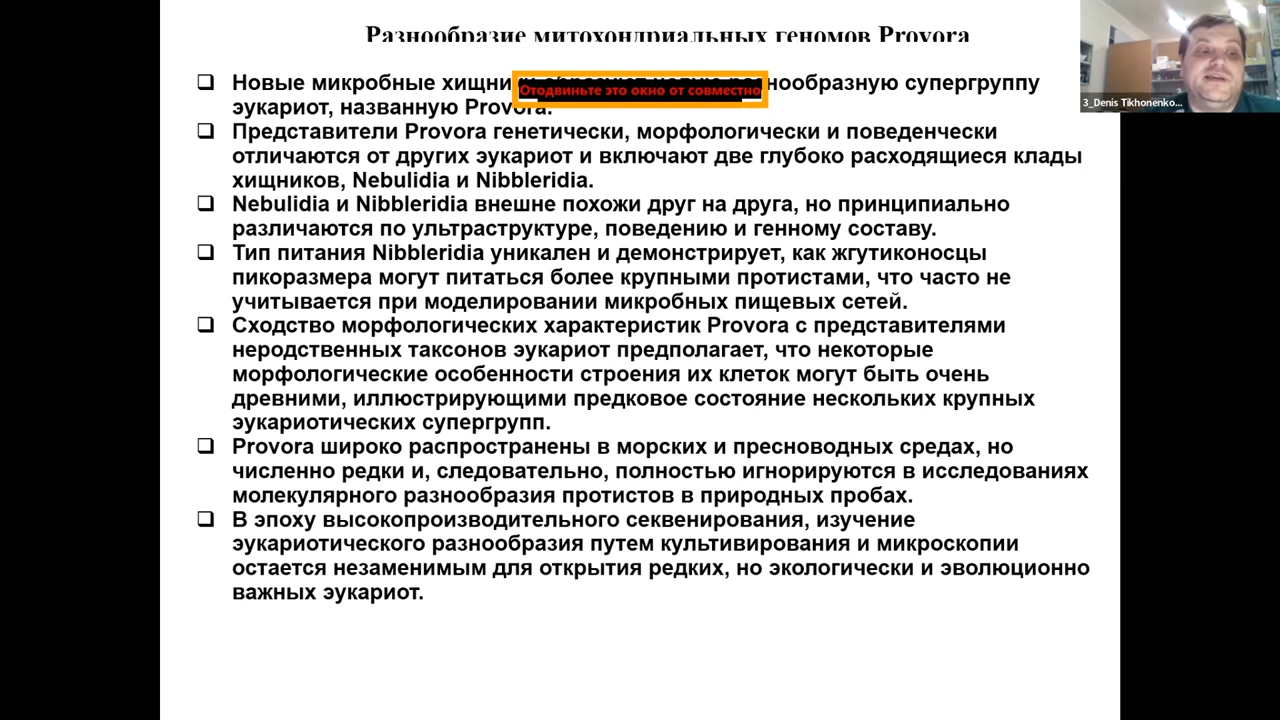 Разнообразие митохондриальных геномов Provora
Новые микробные хищни разнообразную супергруппу
Отодвиньте это окно от совместно
эукариот, названную Provora.
Представители Provora генетически, морфологически и поведенчески
отличаются от других эукариот и включают две глубоко расходящиеся клады
хищников, Nebulidia и Nibbleridia.
Nebulidia и Nibbleridia внешне похожи друг на друга, но принципиально
различаются по ультраструктуре, поведению и генному составу.
Тип питания Nibbleridia уникален и демонстрирует, как жгутиконосцы
пикоразмера могут питаться более крупными протистами, что часто не
учитывается при моделировании микробных пищевых сетей.
Сходство морфологических характеристик Provora с представителями
неродственных таксонов эукариот предполагает, что некоторые
морфологические особенности строения их клеток могут быть очень
древними, иллюстрирующими предковое состояние нескольких крупных
эукариотических супергрупп.
Provora широко распространены в морских и пресноводных средах, но
численно редки и, следовательно, полностью игнорируются в исследованиях
молекулярного разнообразия протистов в природных пробах.
В эпоху высокопроизводительного секвенирования, изучение
эукариотического разнообразия путем культивирования и микроскопии
остается незаменимым для открытия редких, но экологически и эволюционно
важных эукариот.
3_Denis Tikhonenko...